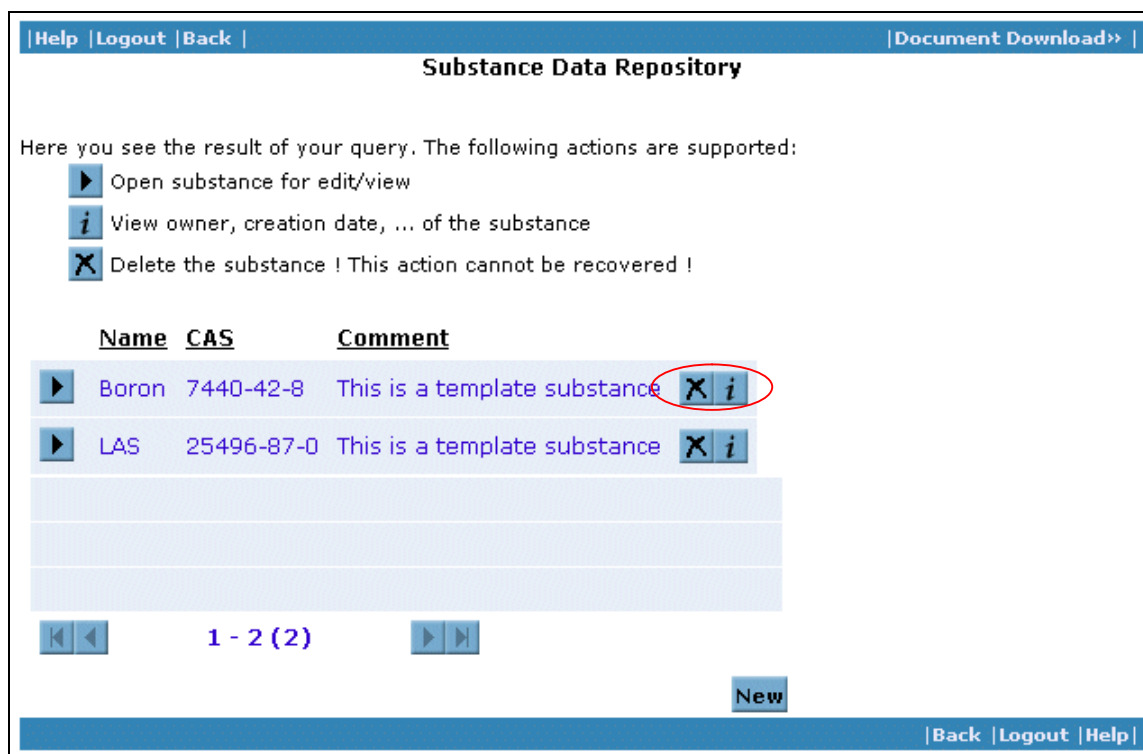 |Help |Logout |Back | |Document Download»» |
Substance Data Repository
Here you see the result of your query. The following actions are supported:
Open substance for edit/view
i View owner, creation date, ... of the substance
X Delete the substance ! This action cannot be recovered !
Name CAS Comment
Boron 7440-42-8 This is a template substance X i
LAS 25496-87-0 This is a template substance X i
1 - 2 (2)
New
|Back |Logout |Help|